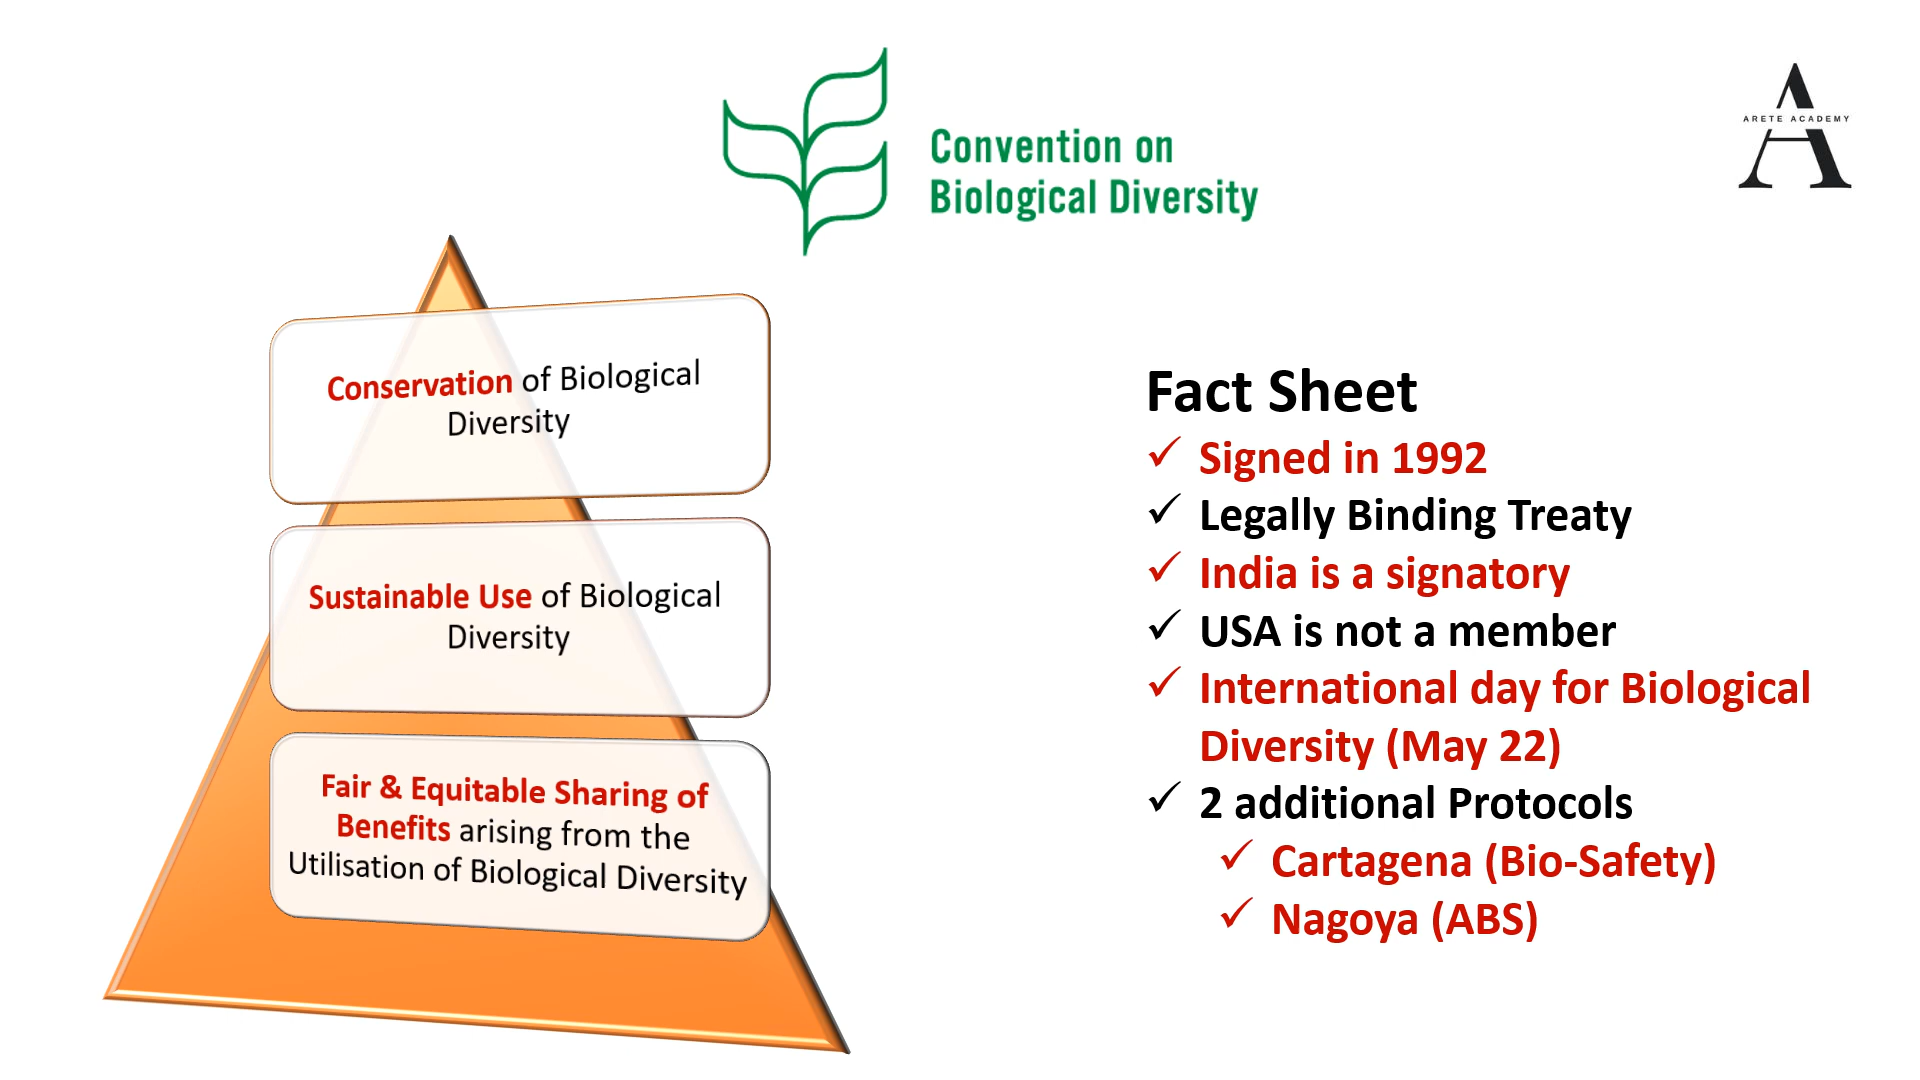 Convention on
Biological Diversity
ARETE ACADEMY
Conservation of Biological
Diversity
Sustainable Use of Biological
Diversity
Fair & Equitable Sharing of
Benefits arising from the
Utilisation of Biological Diversity
Fact Sheet
✓ Signed in 1992
✓ Legally Binding Treaty
✓ India is a signatory
✓ USA is not a member
✓ International day for Biological
Diversity (May 22)
✓ 2 additional Protocols
✓ Cartagena (Bio-Safety)
✓ Nagoya (ABS)